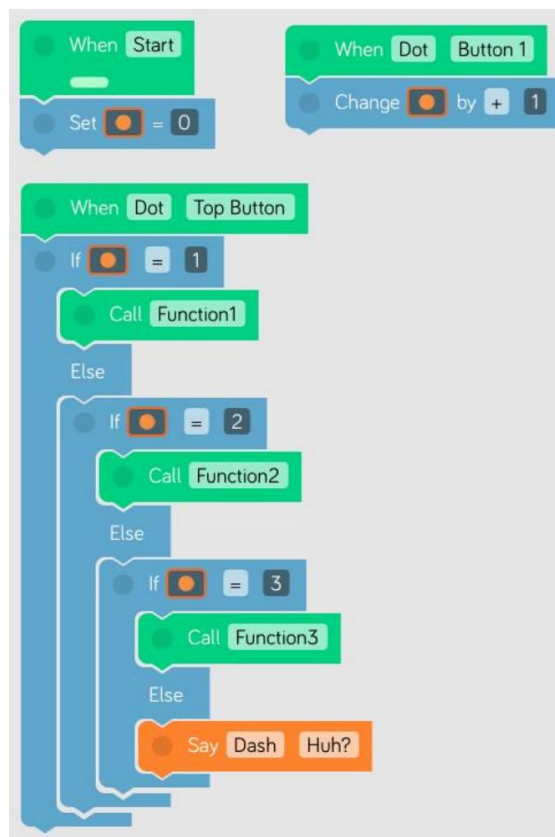 When Start
Set = 0
When Dot Button 1
Change by + 1
When Dot Top Button
If = 1
Call Function1
Else
If = 2
Call Function2
Else
If = 3
Call Function3
Else
Say Dash Huh?